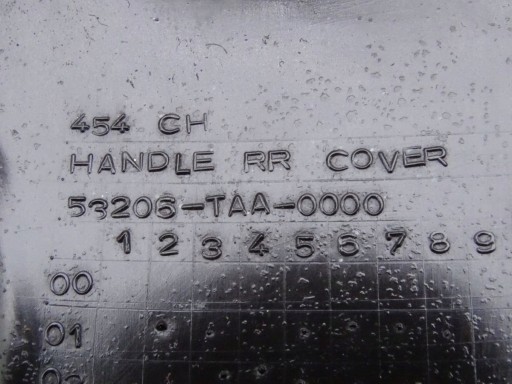 454 CH
HANDLE RR COVER
53206-TAA-0000
1 2 3 4 5 6 7 8 9
00
01